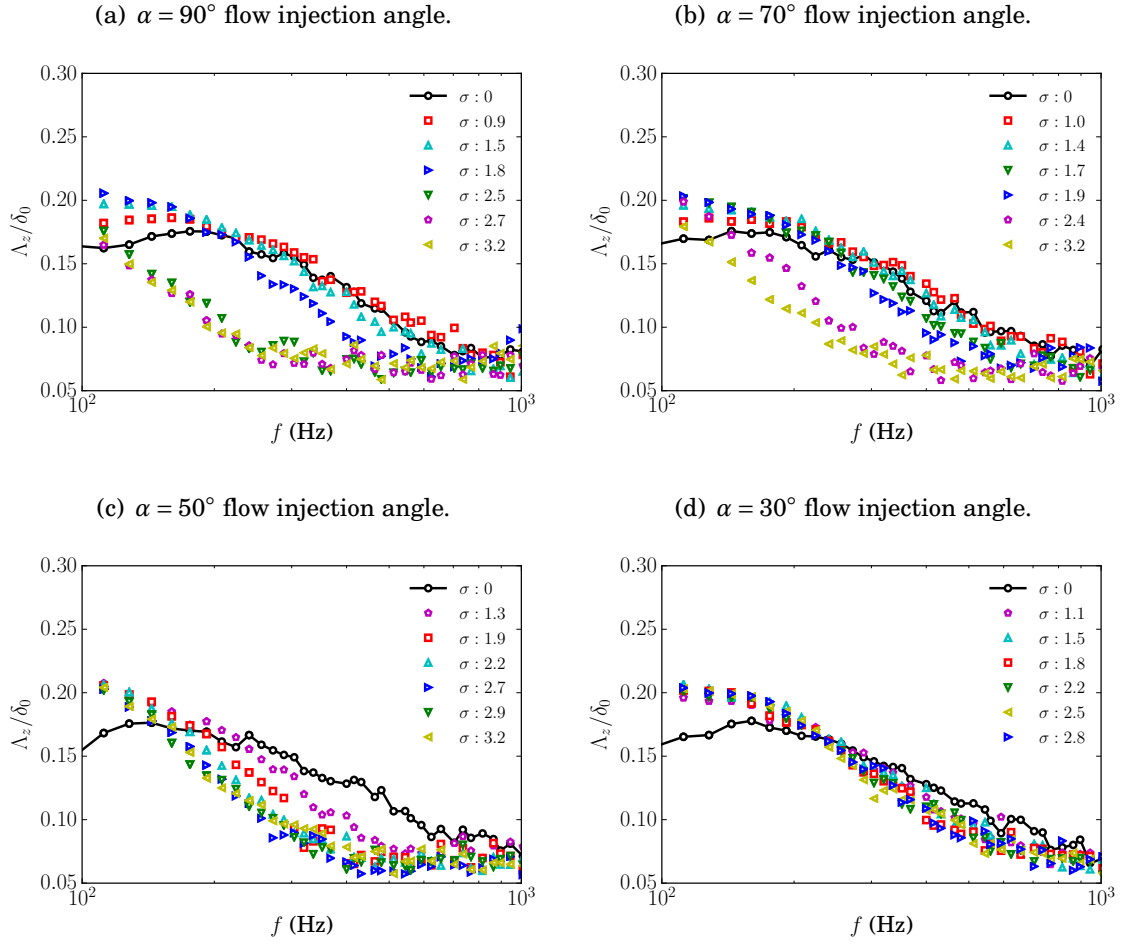 (a) α = 90° flow injection angle.
0.30
0.25
0.20
0.15
0.10
0.05
Λz/δ0
10²
10³
f (Hz)
σ : 0
σ : 0.9
σ : 1.5
σ : 1.8
σ : 2.5
σ : 2.7
σ : 3.2
(b) α = 70° flow injection angle.
0.30
0.25
0.20
0.15
0.10
0.05
Λz/δ0
10²
10³
f (Hz)
σ : 0
σ : 1.0
σ : 1.4
σ : 1.7
σ : 1.9
σ : 2.4
σ : 3.2
(c) α = 50° flow injection angle.
0.30
0.25
0.20
0.15
0.10
0.05
Λz/δ0
10²
10³
f (Hz)
σ : 0
σ : 1.3
σ : 1.9
σ : 2.2
σ : 2.7
σ : 2.9
σ : 3.2
(d) α = 30° flow injection angle.
0.30
0.25
0.20
0.15
0.10
0.05
Λz/δ0
10²
10³
f (Hz)
σ : 0
σ : 1.1
σ : 1.5
σ : 1.8
σ : 2.2
σ : 2.5
σ : 2.8